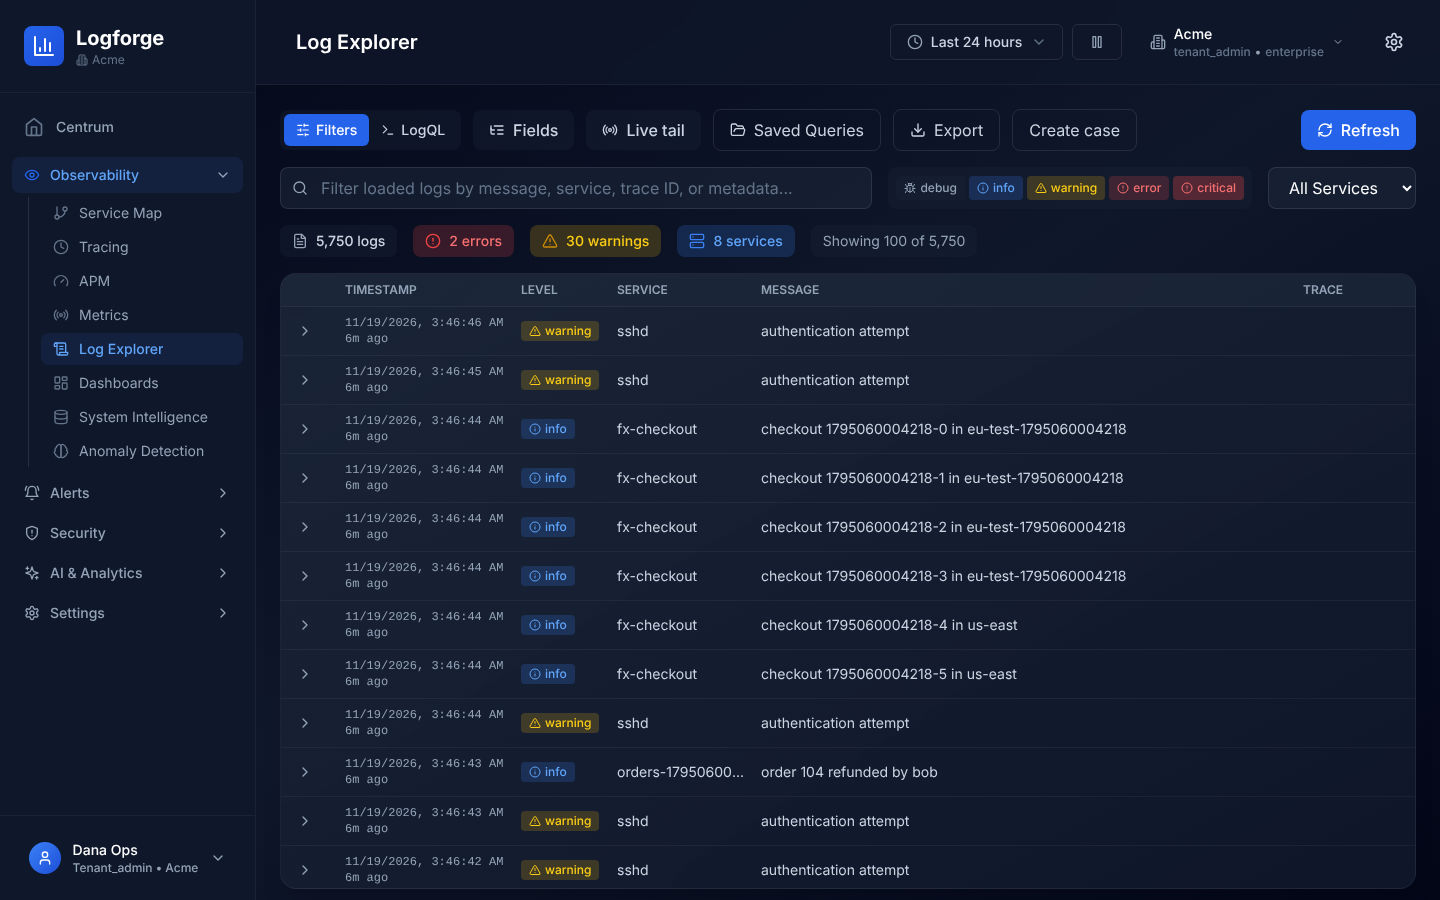 Logforge
Acme
Centrum
Observability
Service Map
Tracing
APM
Metrics
Log Explorer
Dashboards
System Intelligence
Anomaly Detection
Alerts
Security
AI & Analytics
Settings
Dana Ops
Tenant_admin • Acme
Log Explorer
Last 24 hours
Acme
tenant_admin • enterprise
Filters
LogQL
Fields
Live tail
Saved Queries
Export
Create case
Refresh
Filter loaded logs by message, service, trace ID, or metadata...
debug
info
warning
error
critical
All Services
5,750 logs
2 errors
30 warnings
8 services
Showing 100 of 5,750
TIMESTAMP LEVEL SERVICE MESSAGE TRACE
11/19/2026, 3:46:46 AM warning sshd authentication attempt
6m ago
11/19/2026, 3:46:45 AM warning sshd authentication attempt
6m ago
11/19/2026, 3:46:44 AM info fx-checkout checkout 1795060004218-0 in eu-test-1795060004218
6m ago
11/19/2026, 3:46:44 AM info fx-checkout checkout 1795060004218-1 in eu-test-1795060004218
6m ago
11/19/2026, 3:46:44 AM info fx-checkout checkout 1795060004218-2 in eu-test-1795060004218
6m ago
11/19/2026, 3:46:44 AM info fx-checkout checkout 1795060004218-3 in eu-test-1795060004218
6m ago
11/19/2026, 3:46:44 AM info fx-checkout checkout 1795060004218-4 in us-east
6m ago
11/19/2026, 3:46:44 AM info fx-checkout checkout 1795060004218-5 in us-east
6m ago
11/19/2026, 3:46:44 AM warning sshd authentication attempt
6m ago
11/19/2026, 3:46:43 AM info orders-17950600... order 104 refunded by bob
6m ago
11/19/2026, 3:46:43 AM warning sshd authentication attempt
6m ago
11/19/2026, 3:46:42 AM warning sshd authentication attempt
6m ago